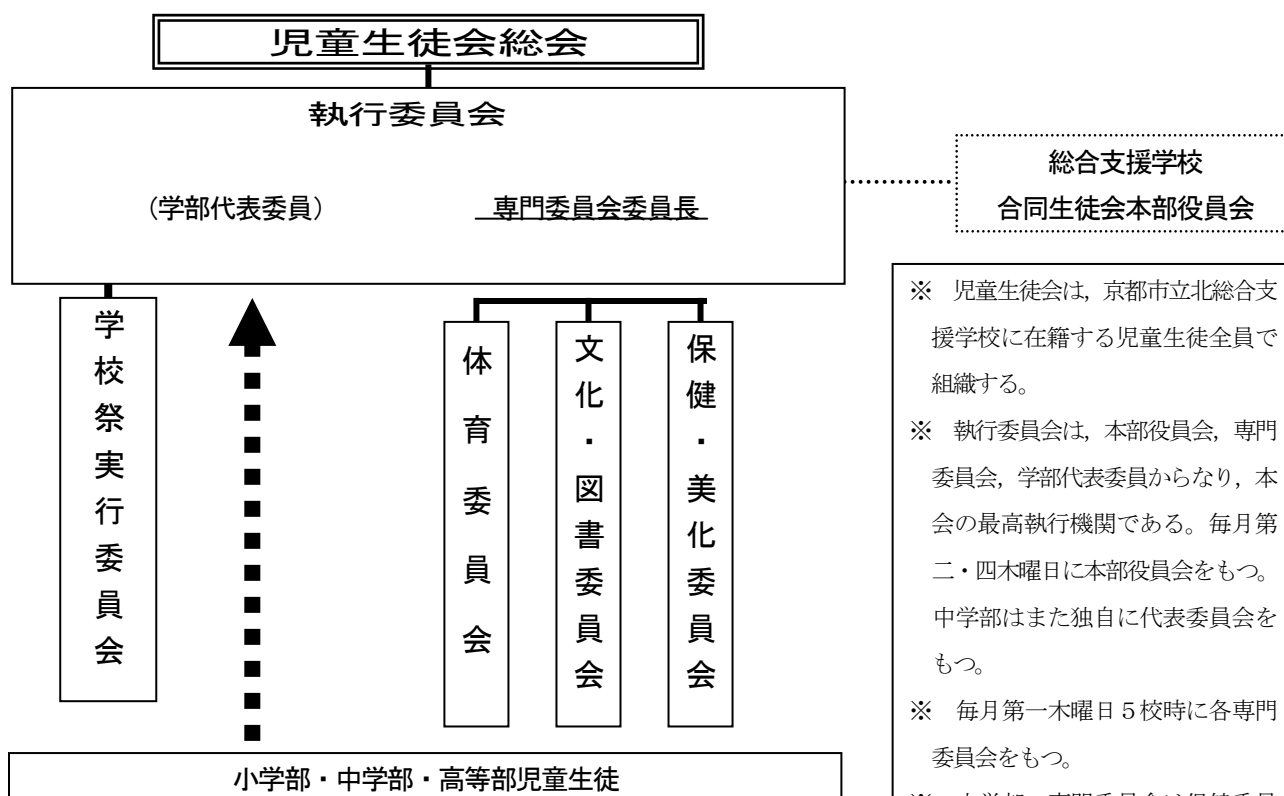 児童生徒会総会
執行委員会
（学部代表委員）
専門委員会委員長
総合支援学校
合同生徒会本部役員会
学校祭実行委員会
体育委員会
文化・図書委員会
保健・美化委員会
小学部・中学部・高等部児童生徒
※　児童生徒会は，京都市立北総合支
援学校に在籍する児童生徒全員で
組織する。
※　執行委員会は，本部役員会，専門
委員会，学部代表委員からなり，本
会の最高執行機関である。毎月第
二・四木曜日に本部役員会をもつ。
中学部はまた独自に代表委員会を
もつ。
※　毎月第一木曜日５校時に各専門
委員会をもつ。